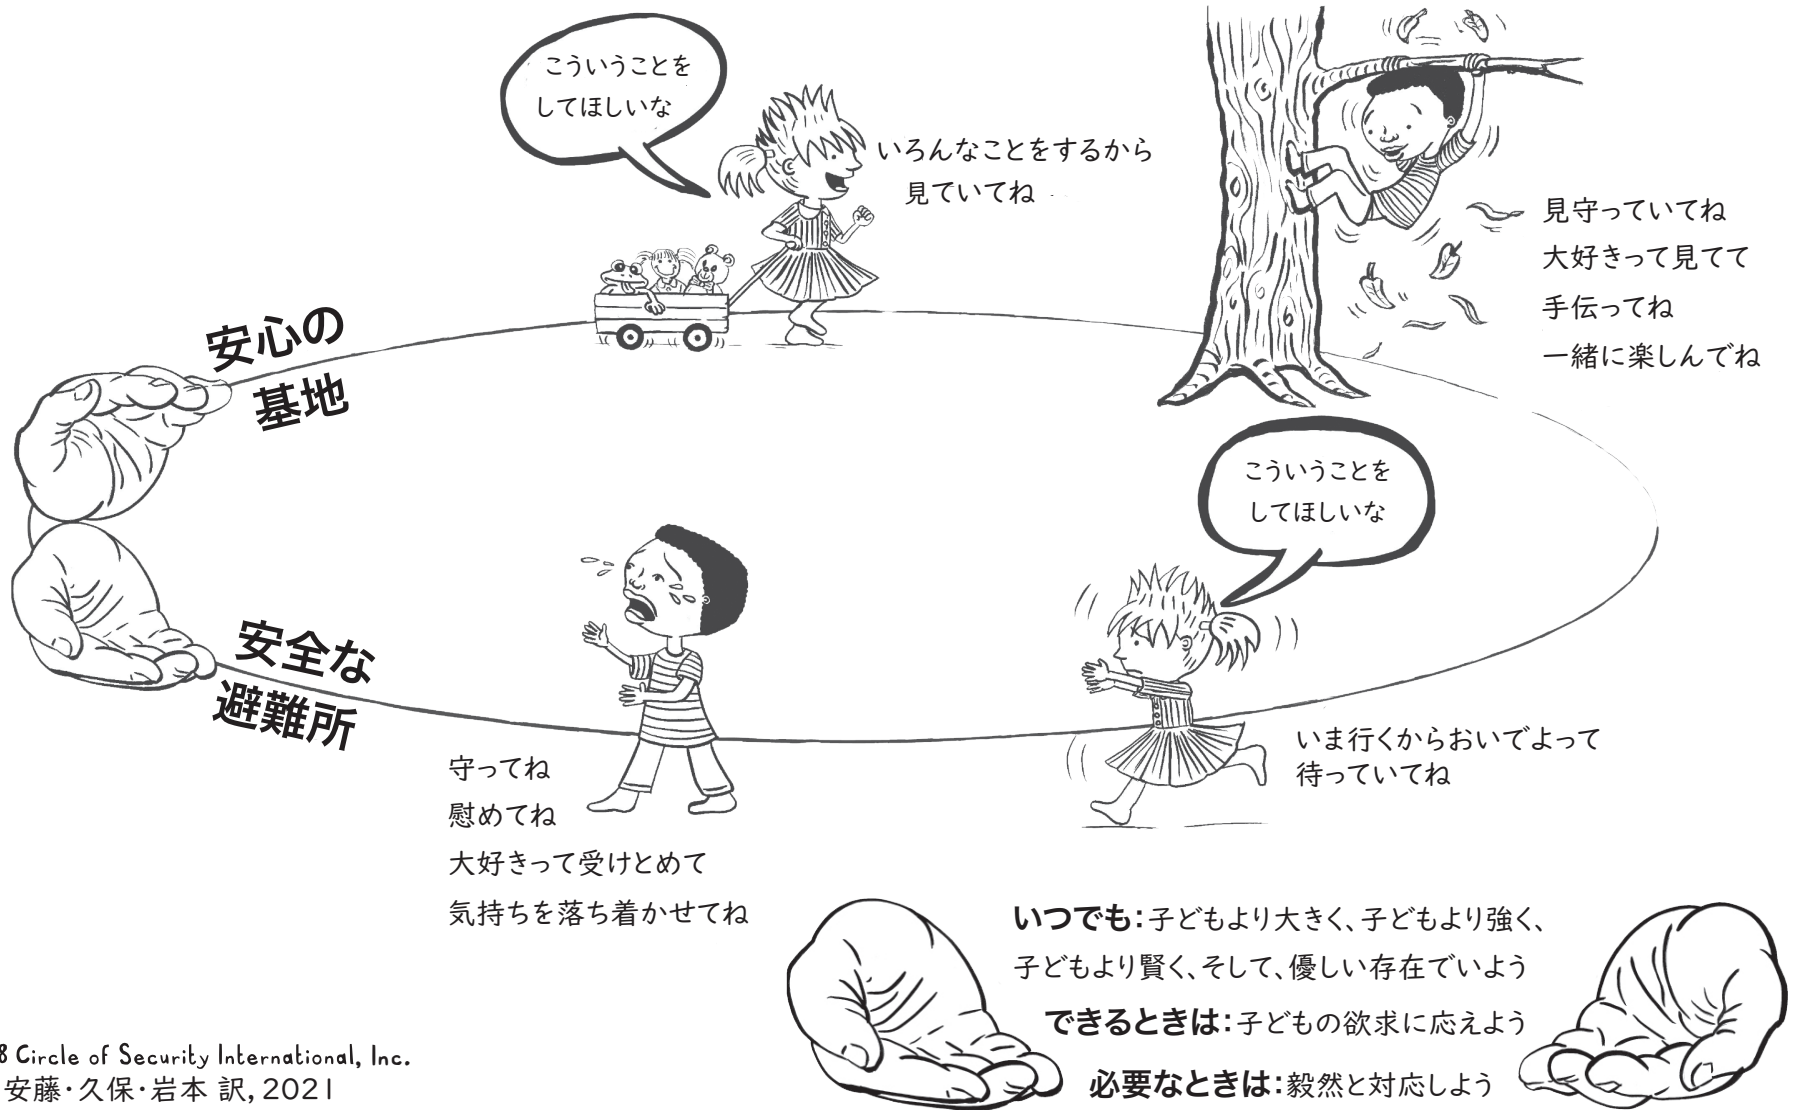 こういうことを
してほしいな
いろんなことをするから
見ていてね
見守っていてね
大好きって見てて
手伝ってね
一緒に楽しんでね
安心の
基地
こういうことを
してほしいな
安全な
避難所
いま行くからおいでよって
待っていてね
守ってね
慰めてね
大好きって受けとめて
気持ちを落ち着かせてね
いつでも:子どもより大きく、子どもより強く、
子どもより賢く、そして、優しい存在でいよう
できるときは:子どもの欲求に応えよう
必要なときは:毅然と対応しよう
8 Circle of Security International, Inc.
安藤・久保・岩本 訳, 2021